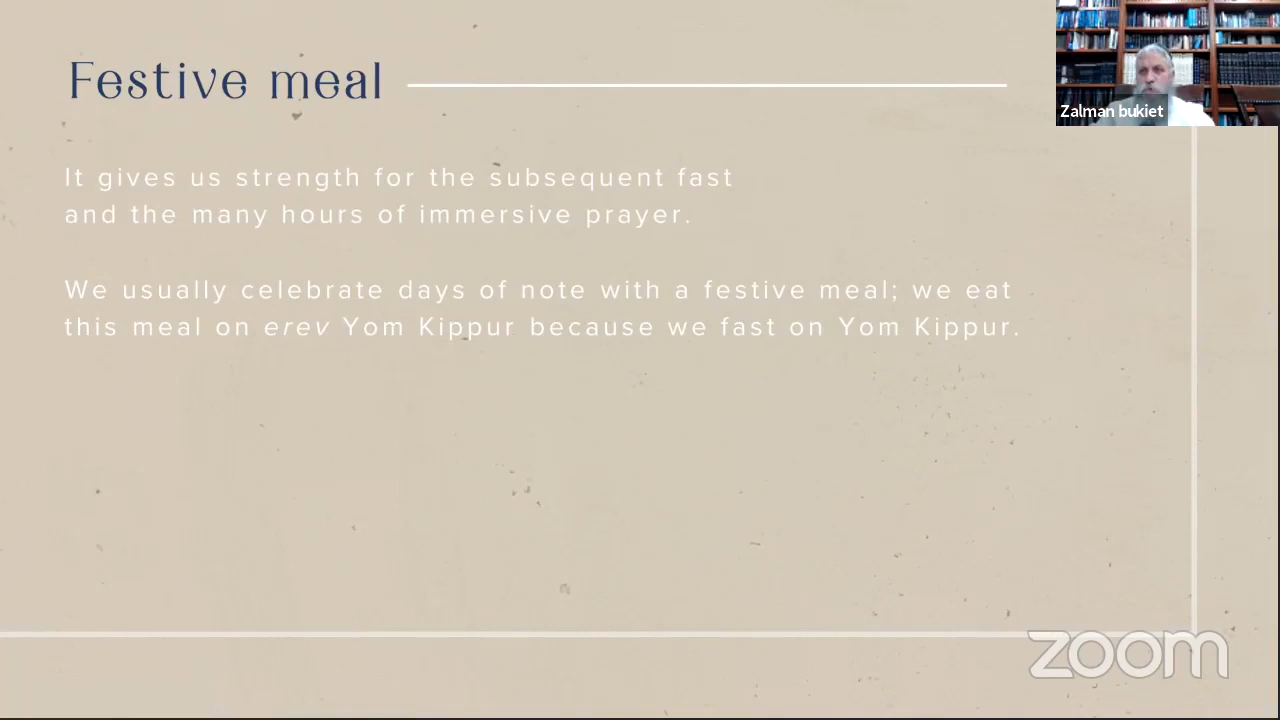 Festive meal
Zalman bukiet
It gives us strength for the subsequent fast
and the many hours of immersive prayer.
We usually celebrate days of note with a festive meal; we eat
this meal on erev Yom Kippur because we fast on Yom Kippur.
zoom